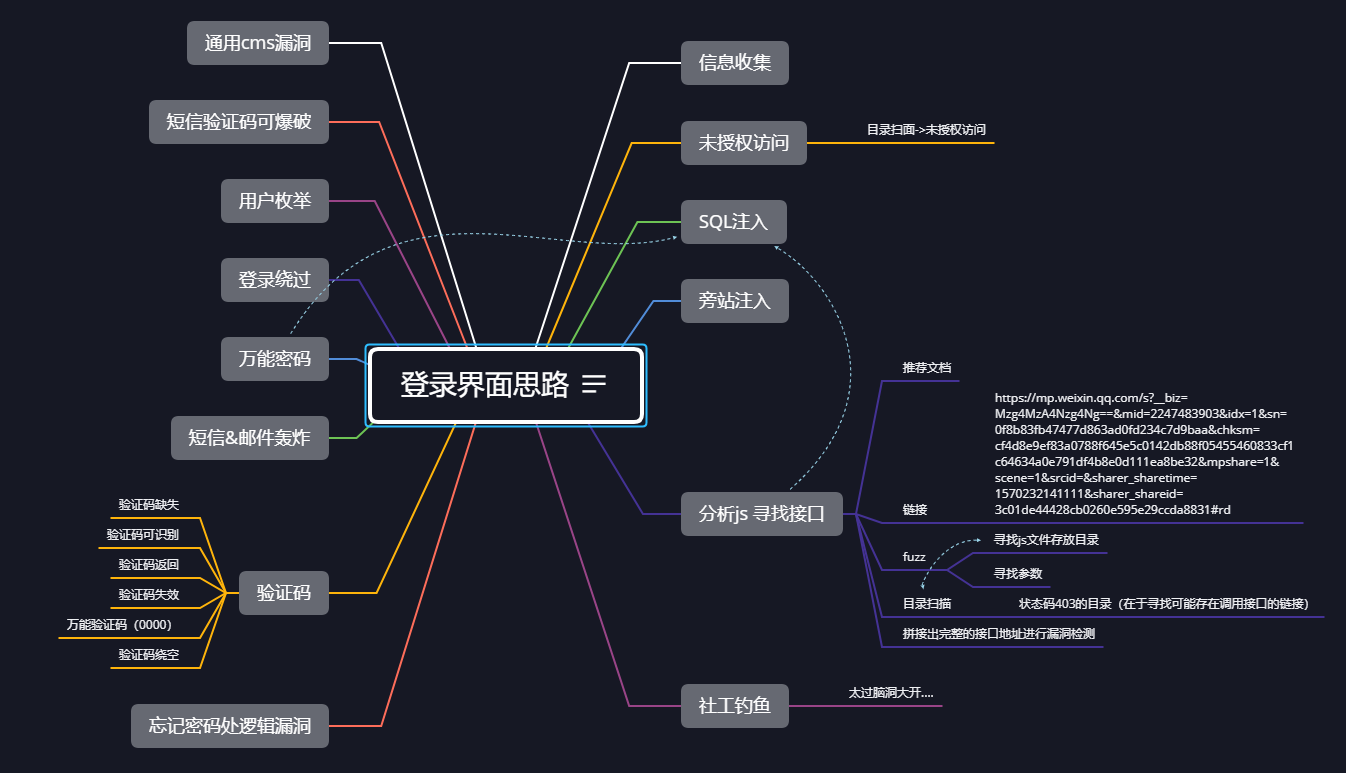 登录界面思路
通用cms漏洞
短信验证码可爆破
用户枚举
登录绕过
万能密码
短信&邮件轰炸
验证码
验证码缺失
验证码可识别
验证码返回
验证码失效
万能验证码（0000）
验证码绕空
忘记密码处逻辑漏洞
信息收集
未授权访问
目录扫面->未授权访问
SQL注入
旁站注入
分析js 寻找接口
推荐文档
链接
https://mp.weixin.qq.com/s?__biz=
Mzg4MzA4Nzg4Ng==&mid=2247483903&idx=1&sn=
0f8b83fb47477d863ad0fd234c7d9baa&chksm=
cf4d8e9ef83a0788f645e5c0142db88f05455460833cf1
c64634a0e791df4b8e0d111ea8be32&mpshare=1&
scene=1&srcid=&sharer_sharetime=
1570232141111&sharer_shareid=
3c01de44428cb0260e595e29ccda8831#rd
fuzz
寻找js文件存放目录
寻找参数
目录扫描
状态码403的目录（在于寻找可能存在调用接口的链接）
拼接出完整的接口地址进行漏洞检测
社工钓鱼
太过脑洞大开....